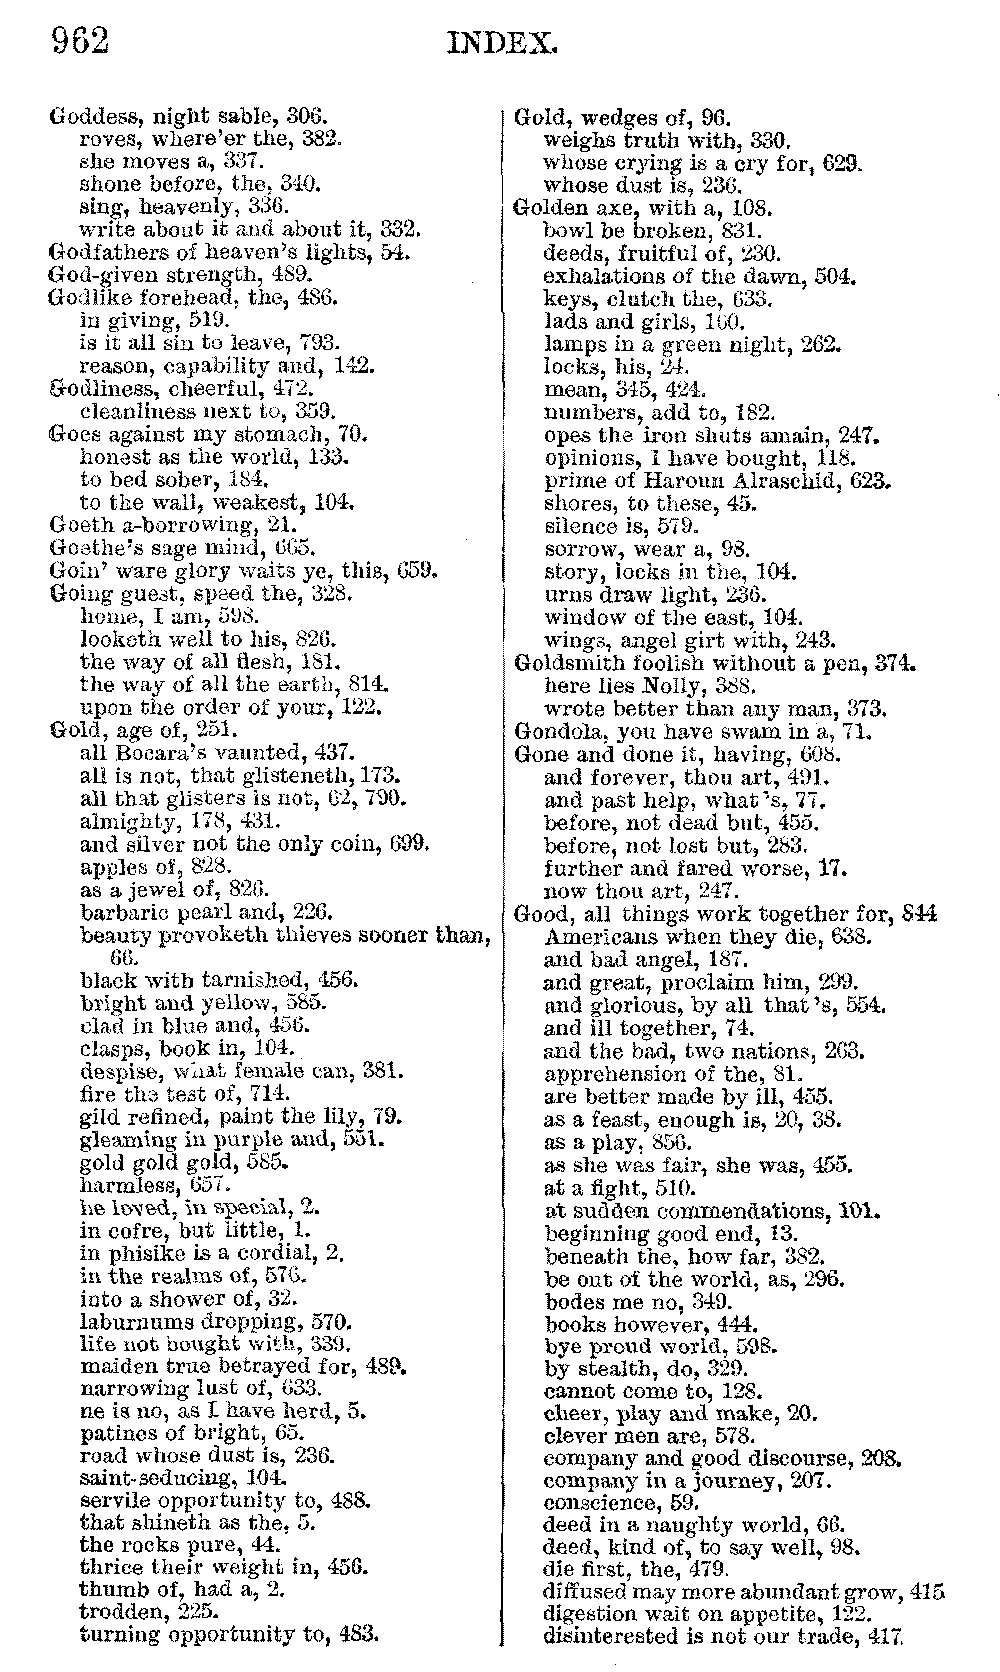 962
INDEX.
Goddess, night sable, 306.
roves, where'er the, 382.
she moves a, 337.
shone before, the, 340.
sing, heavenly, 336.
write about it and about it, 332.
Godfathers of heaven's lights, 54.
God-given strength, 489.
Godlike forehead, the, 486.
in giving, 519.
is it all sin to leave, 793.
reason, capability and, 142.
Godliness, cheerful, 472.
cleanliness next to, 359.
Goes against my stomach, 70.
honest as the world, 133.
to bed sober, 184.
to the wall, weakest, 104.
Goeth a-borrowing, 21.
Goethe's sage mind, 665.
Goin' ware glory waits ye, this, 659.
Going guest, speed the, 328.
home, I am, 598.
looketh well to his, 826.
the way of all flesh, 181.
the way of all the earth, 814.
upon the order of your, 122.
Gold, age of, 251.
all Bocara's vaunted, 437.
all is not, that glisteneth, 173.
all that glisters is not, 62, 790.
almighty, 178, 431.
and silver not the only coin, 699.
apples of, 828.
as a jewel of, 826.
barbaric pearl and, 226.
beauty provoketh thieves sooner than,
66.
black with tarnished, 456.
bright and yellow, 585.
clad in blue and, 456.
clasps, book in, 104.
despise, what female can, 381.
fire the test of, 714.
gild refined, paint the lily, 79.
gleaming in purple and, 551.
gold gold gold, 585.
harmless, 657.
he loved, in special, 2.
in cofre, but little, 1.
in phisike is a cordial, 2.
in the realms of, 576.
into a shower of, 32.
laburnums dropping, 570.
life not bought with, 339.
maiden true betrayed for, 489.
narrowing lust of, 633.
ne is no, as I have herd, 5.
patines of bright, 65.
road whose dust is, 236.
saint-seducing, 104.
servile opportunity to, 488.
that shineth as the, 5.
the rocks pure, 44.
thrice their weight in, 456.
thumb of, had a, 2.
trodden, 225.
turning opportunity to, 483.
Gold, wedges of, 96.
weighs truth with, 330.
whose crying is a cry for, 629.
whose dust is, 236.
Golden axe, with a, 108.
bowl be broken, 831.
deeds, fruitful of, 230.
exhalations of the dawn, 504.
keys, clutch the, 633.
lads and girls, 160.
lamps in a green night, 262.
locks, his, 24.
mean, 345, 424.
numbers, add to, 182.
opes the iron shuts amain, 247.
opinions, I have bought, 118.
prime of Haroun Alraschid, 623.
shores, to these, 45.
silence is, 579.
sorrow, wear a, 98.
story, locks in the, 104.
urns draw light, 236.
window of the east, 104.
wings, angel girt with, 243.
Goldsmith foolish without a pen, 374.
here lies Nolly, 388.
wrote better than any man, 373.
Gondola, you have swam in a, 71.
Gone and done it, having, 608.
and forever, thou art, 491.
and past help, what's, 77.
before, not dead but, 455.
before, not lost but, 283.
further and fared worse, 17.
now thou art, 247.
Good, all things work together for, 844
Americans when they die, 638.
and bad angel, 187.
and great, proclaim him, 299.
and glorious, by all that's, 554.
and ill together, 74.
and the bad, two nations, 263.
apprehension of the, 81.
are better made by ill, 455.
as a feast, enough is, 20, 38.
as a play, 856.
as she was fair, she was, 455.
at a fight, 510.
at sudden commendations, 101.
beginning good end, 13.
beneath the, how far, 382.
be out of the world, as, 296.
bodes me no, 349.
books however, 444.
bye proud world, 598.
by stealth, do, 329.
cannot come to, 128.
cheer, play and make, 20.
clever men are, 578.
company and good discourse, 208.
company in a journey, 207.
conscience, 59.
deed in a naughty world, 66.
deed, kind of, to say well, 98.
die first, the, 479.
diffused may more abundant grow, 415
digestion wait on appetite, 122.
disinterested is not our trade, 417.